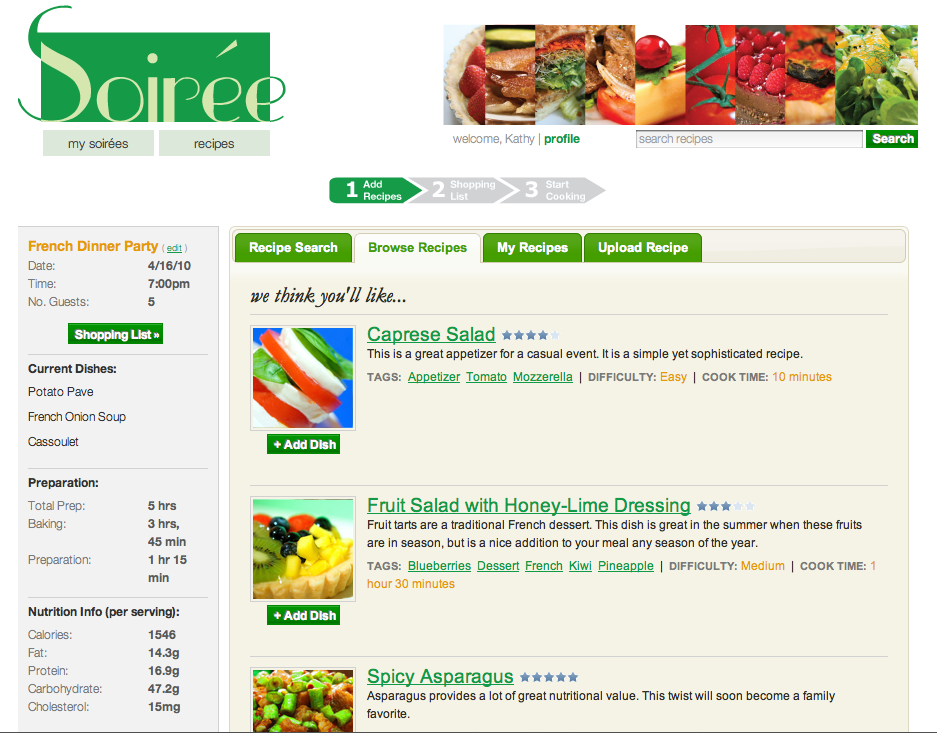 Soirée
my soirées
recipes
welcome, Kathy | profile
search recipes
Search
1 Add Recipes
2 Shopping List
3 Start Cooking
French Dinner Party ( edit )
Date: 4/16/10
Time: 7:00pm
No. Guests: 5
Shopping List »
Current Dishes:
Potato Pave
French Onion Soup
Cassoulet
Preparation:
Total Prep: 5 hrs
Baking: 3 hrs,
45 min
Preparation: 1 hr 15
min
Nutrition Info (per serving):
Calories: 1546
Fat: 14.3g
Protein: 16.9g
Carbohydrate: 47.2g
Cholesterol: 15mg
Recipe Search
Browse Recipes
My Recipes
Upload Recipe
we think you'll like...
Caprese Salad
This is a great appetizer for a casual event. It is a simple yet sophisticated recipe.
TAGS: Appetizer Tomato Mozzerella | DIFFICULTY: Easy | COOK TIME: 10 minutes
+ Add Dish
Fruit Salad with Honey-Lime Dressing
Fruit tarts are a traditional French dessert. This dish is great in the summer when these fruits
are in season, but is a nice addition to your meal any season of the year.
TAGS: Blueberries Dessert French Kiwi Pineapple | DIFFICULTY: Medium | COOK TIME: 1
hour 30 minutes
+ Add Dish
Spicy Asparagus
Asparagus provides a lot of great nutritional value. This twist will soon become a family
favorite.